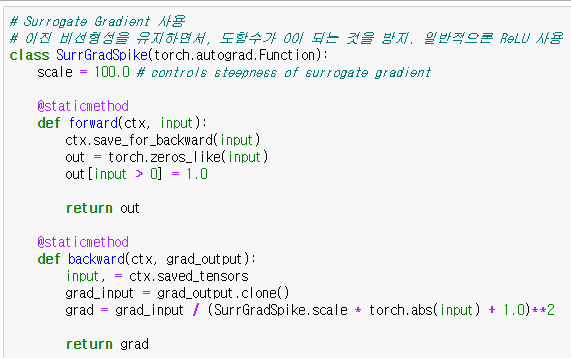 # Surrogate Gradient 사용
# 이진 비선형성을 유지하면서, 도함수가 0이 되는 것을 방지. 일반적으론 ReLU 사용
class SurrGradSpike(torch.autograd.Function):
    scale = 100.0 # controls steepness of surrogate gradient

    @staticmethod
    def forward(ctx, input):
        ctx.save_for_backward(input)
        out = torch.zeros_like(input)
        out[input > 0] = 1.0

        return out

    @staticmethod
    def backward(ctx, grad_output):
        input, = ctx.saved_tensors
        grad_input = grad_output.clone()
        grad = grad_input / (SurrGradSpike.scale * torch.abs(input) + 1.0)**2

        return grad